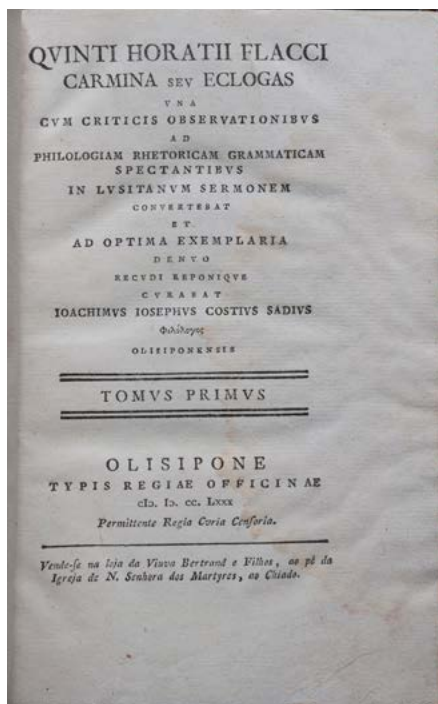 QVINTI HORATII FLACCI
CARMINA SEV ECLOGAS
VNA
CVM CRITICIS OBSERVATIONIBVS
AD
PHILOLOGIAM RHETORICAM GRAMMATICAM
SPECTANTIBVS
IN LVSITANVM SERMONEM
CONVERTEBAT
ET
AD OPTIMA EXEMPLARIA
DENVO
RECVDI REPONIQVE
CVRABAT
IOACHIMVS IOSEPHVS COSTIVS SADIVS
Φιλόλογος
OLISIPONENSIS
TOMVS PRIMVS
OLISIPONE
TYPIS REGIAE OFFICINAE
cIɔ. Iɔ. cc. Lxxx
Permittente Regia Curia Censoria.
Vende-se na loja da Viuva Bertrand e Filhos, ao pé da
Igreja de N. Senhora dos Martyres, ao Chiado.